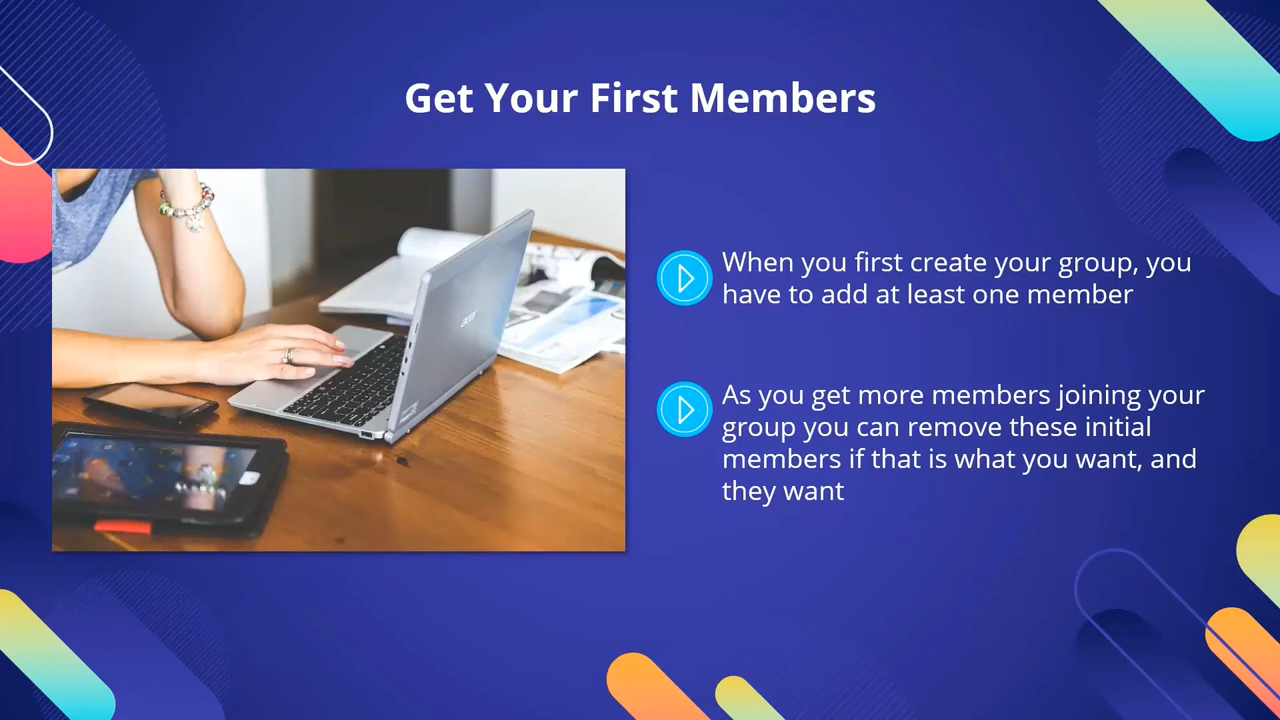 Get Your First Members
When you first create your group, you
have to add at least one member
As you get more members joining your
group you can remove these initial
members if that is what you want, and
they want
acer